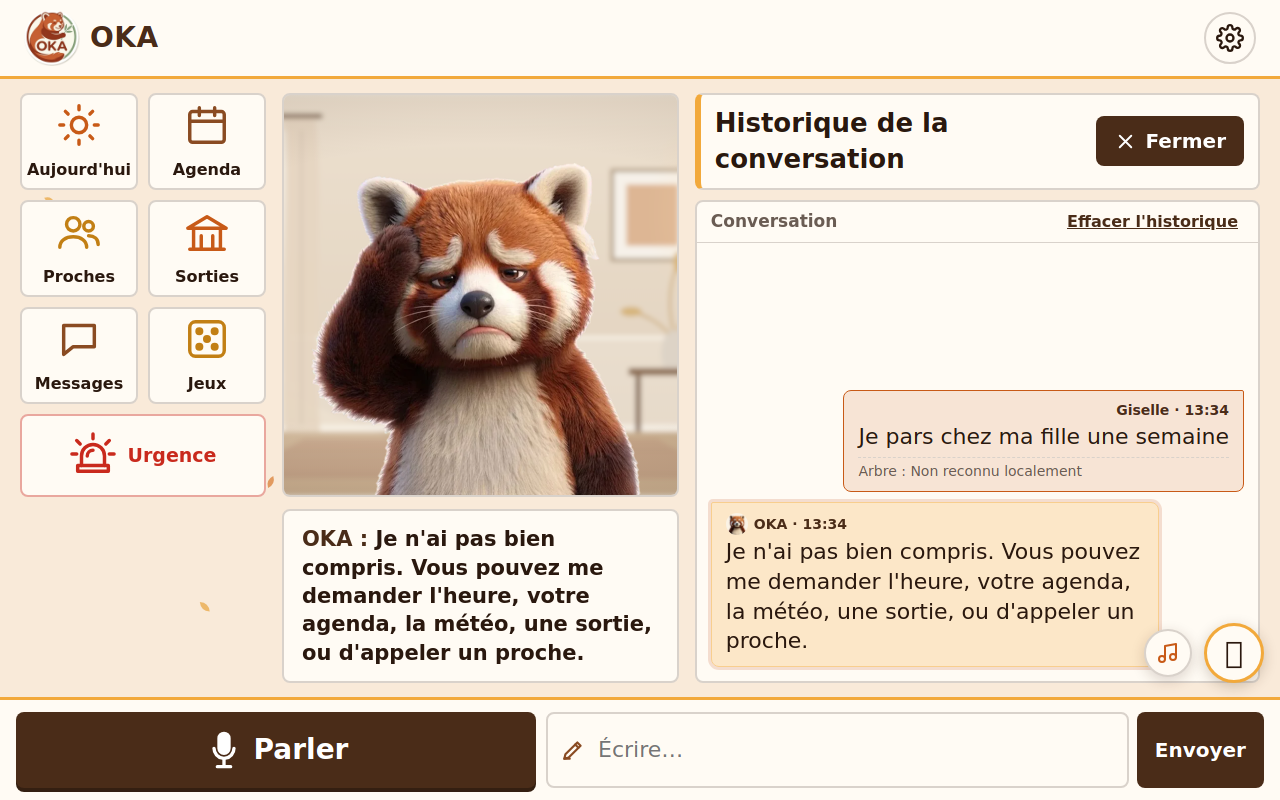 OKA
OKA
Aujourd'hui
Agenda
Proches
Sorties
Messages
Jeux
Urgence
OKA : Je n'ai pas bien
compris. Vous pouvez me
demander l'heure, votre
agenda, la météo, une sortie,
ou d'appeler un proche.
Historique de la
conversation
Fermer
Conversation
Effacer l'historique
Giselle · 13:34
Je pars chez ma fille une semaine
Arbre : Non reconnu localement
OKA · 13:34
Je n'ai pas bien compris. Vous pouvez
me demander l'heure, votre agenda,
la météo, une sortie, ou d'appeler un
proche.
Parler
Écrire...
Envoyer